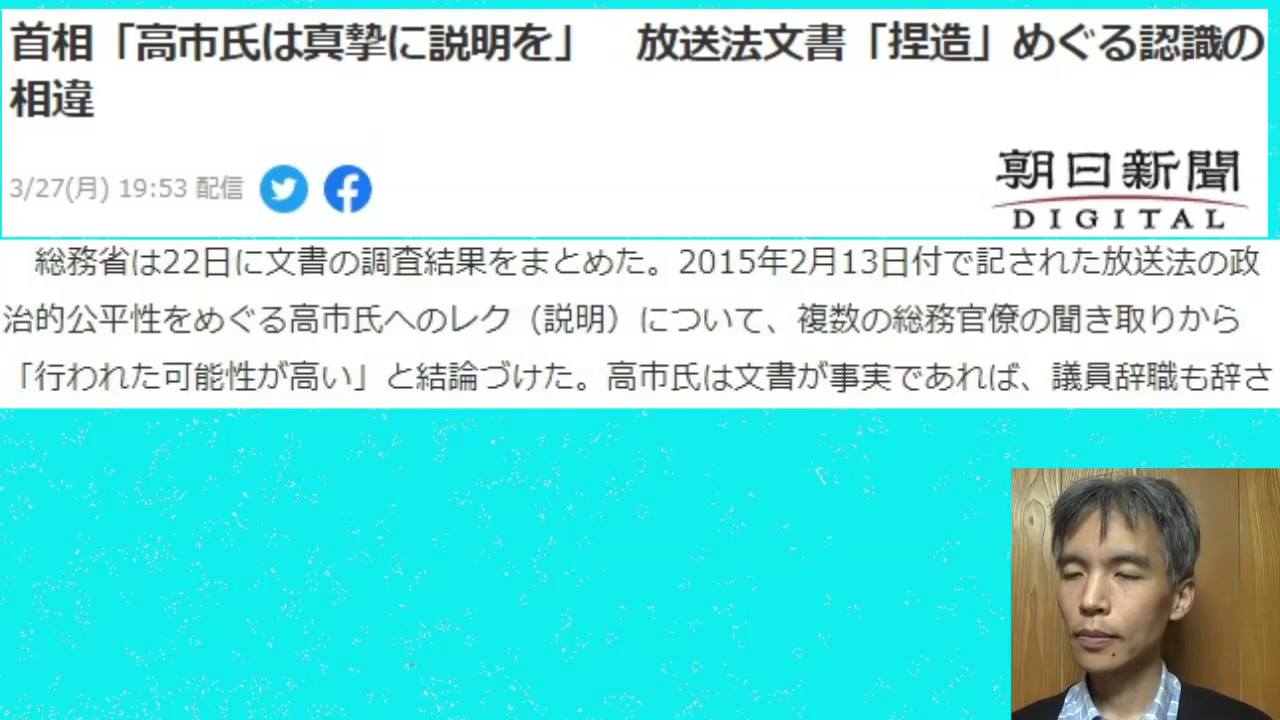 首相「高市氏は真摯に説明を」　放送法文書「捏造」めぐる認識の
相違
3/27(月) 19:53 配信
朝日新聞
DIGITAL
総務省は22日に文書の調査結果をまとめた。2015年2月13日付で記された放送法の政
治的公平性をめぐる高市氏へのレク（説明）について、複数の総務官僚の聞き取りから
「行われた可能性が高い」と結論づけた。高市氏は文書が事実であれば、議員辞職も辞さ